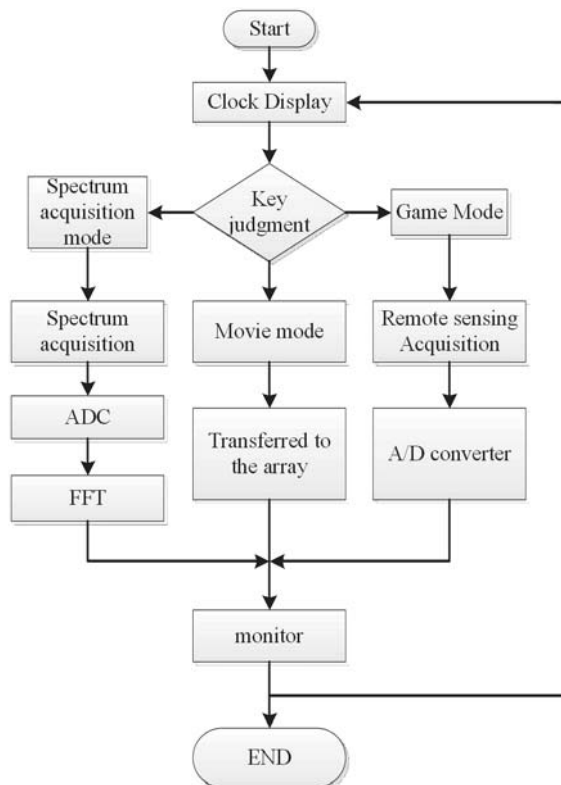 Start
Clock Display
Spectrum
acquisition
mode
Key
judgment
Game Mode
Spectrum
acquisition
Movie mode
Remote sensing
Acquisition
ADC
Transferred to
the array
A/D converter
FFT
monitor
END